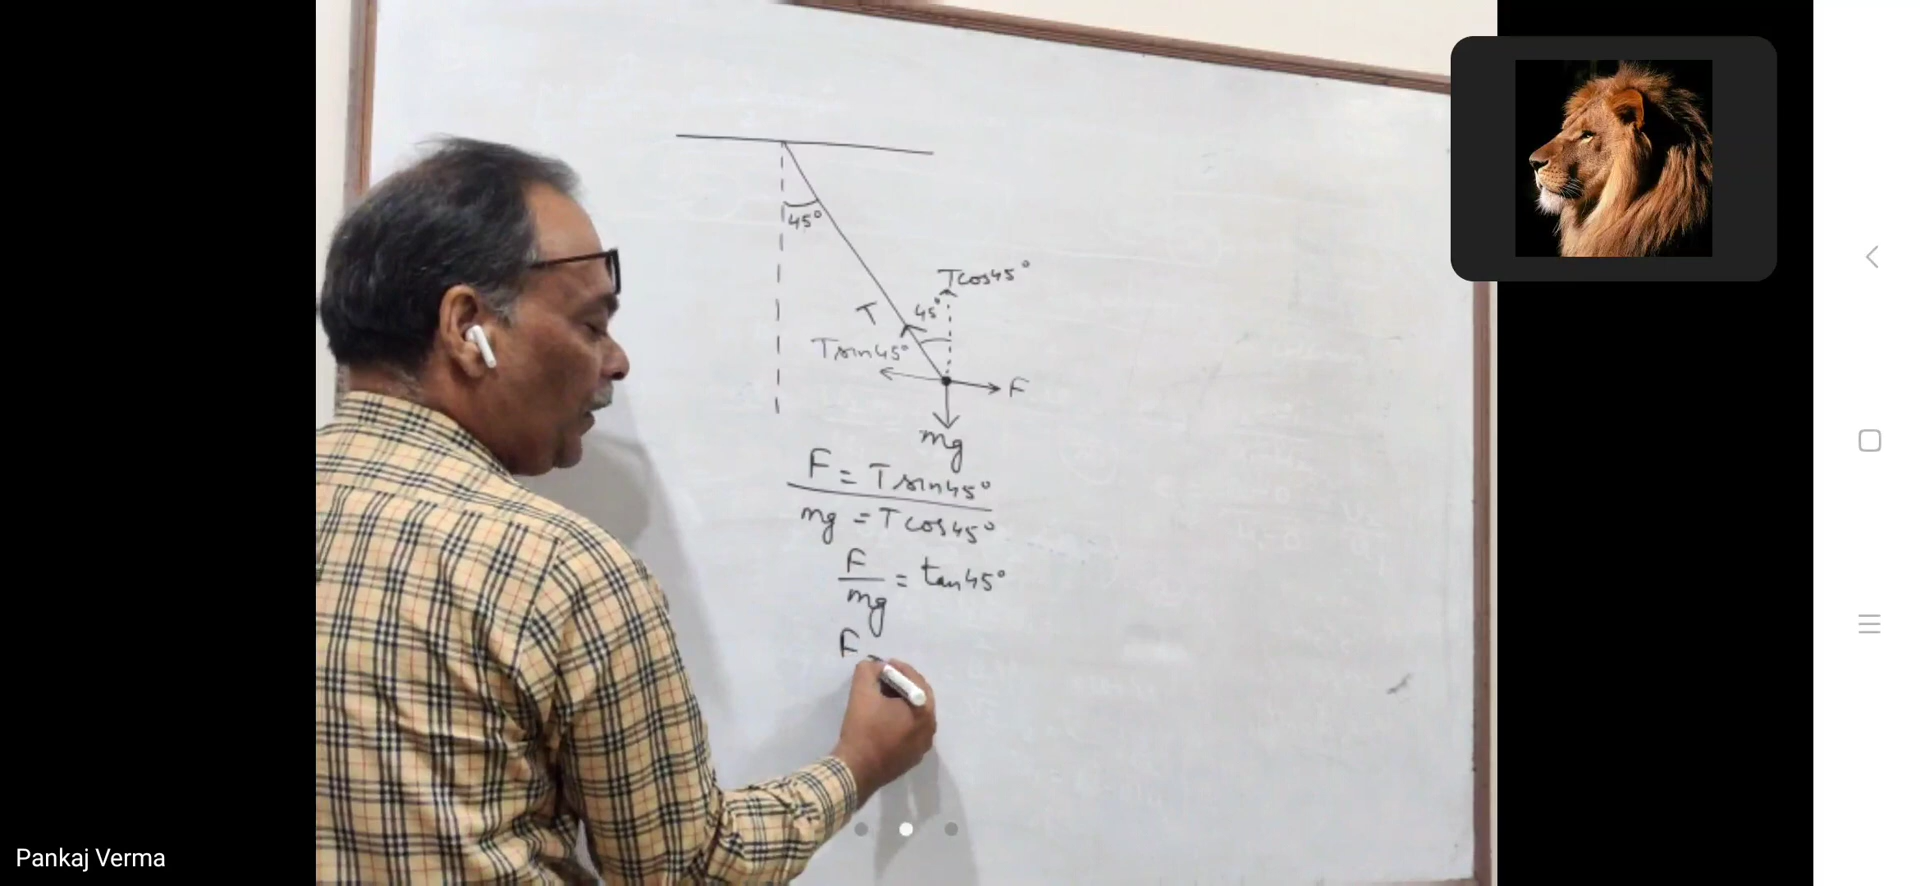 45°
Tcos45°
45°
T
Tsin45°
F
mg
F = Tsin45°
mg = Tcos45°
F
mg
= tan45°
F =
Pankaj Verma